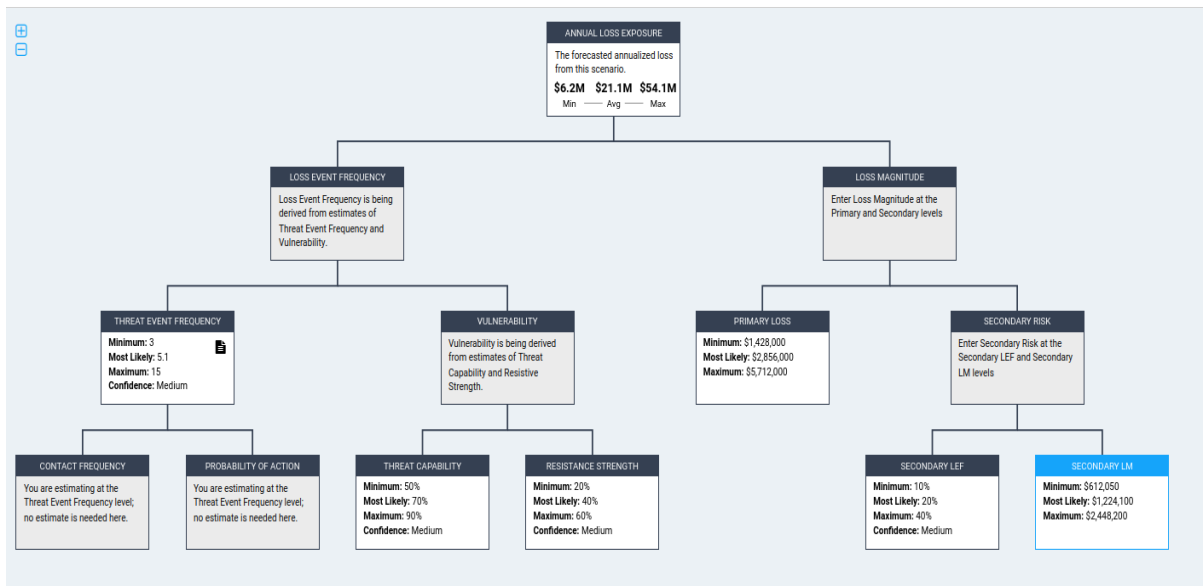 ANNUAL LOSS EXPOSURE
The forecasted annualized loss
from this scenario.
$6.2M $21.1M $54.1M
Min Avg Max
LOSS EVENT FREQUENCY
Loss Event Frequency is being
derived from estimates of
Threat Event Frequency and
Vulnerability.
LOSS MAGNITUDE
Enter Loss Magnitude at the
Primary and Secondary levels
THREAT EVENT FREQUENCY
Minimum: 3
Most Likely: 5.1
Maximum: 15
Confidence: Medium
VULNERABILITY
Vulnerability is being derived
from estimates of Threat
Capability and Resistive
Strength.
PRIMARY LOSS
Minimum: $1,428,000
Most Likely: $2,856,000
Maximum: $5,712,000
SECONDARY RISK
Enter Secondary Risk at the
Secondary LEF and Secondary
LM levels
CONTACT FREQUENCY
You are estimating at the
Threat Event Frequency level;
no estimate is needed here.
PROBABILITY OF ACTION
You are estimating at the
Threat Event Frequency level;
no estimate is needed here.
THREAT CAPABILITY
Minimum: 50%
Most Likely: 70%
Maximum: 90%
Confidence: Medium
RESISTANCE STRENGTH
Minimum: 20%
Most Likely: 40%
Maximum: 60%
Confidence: Medium
SECONDARY LEF
Minimum: 10%
Most Likely: 20%
Maximum: 40%
Confidence: Medium
SECONDARY LM
Minimum: $612,050
Most Likely: $1,224,100
Maximum: $2,448,200